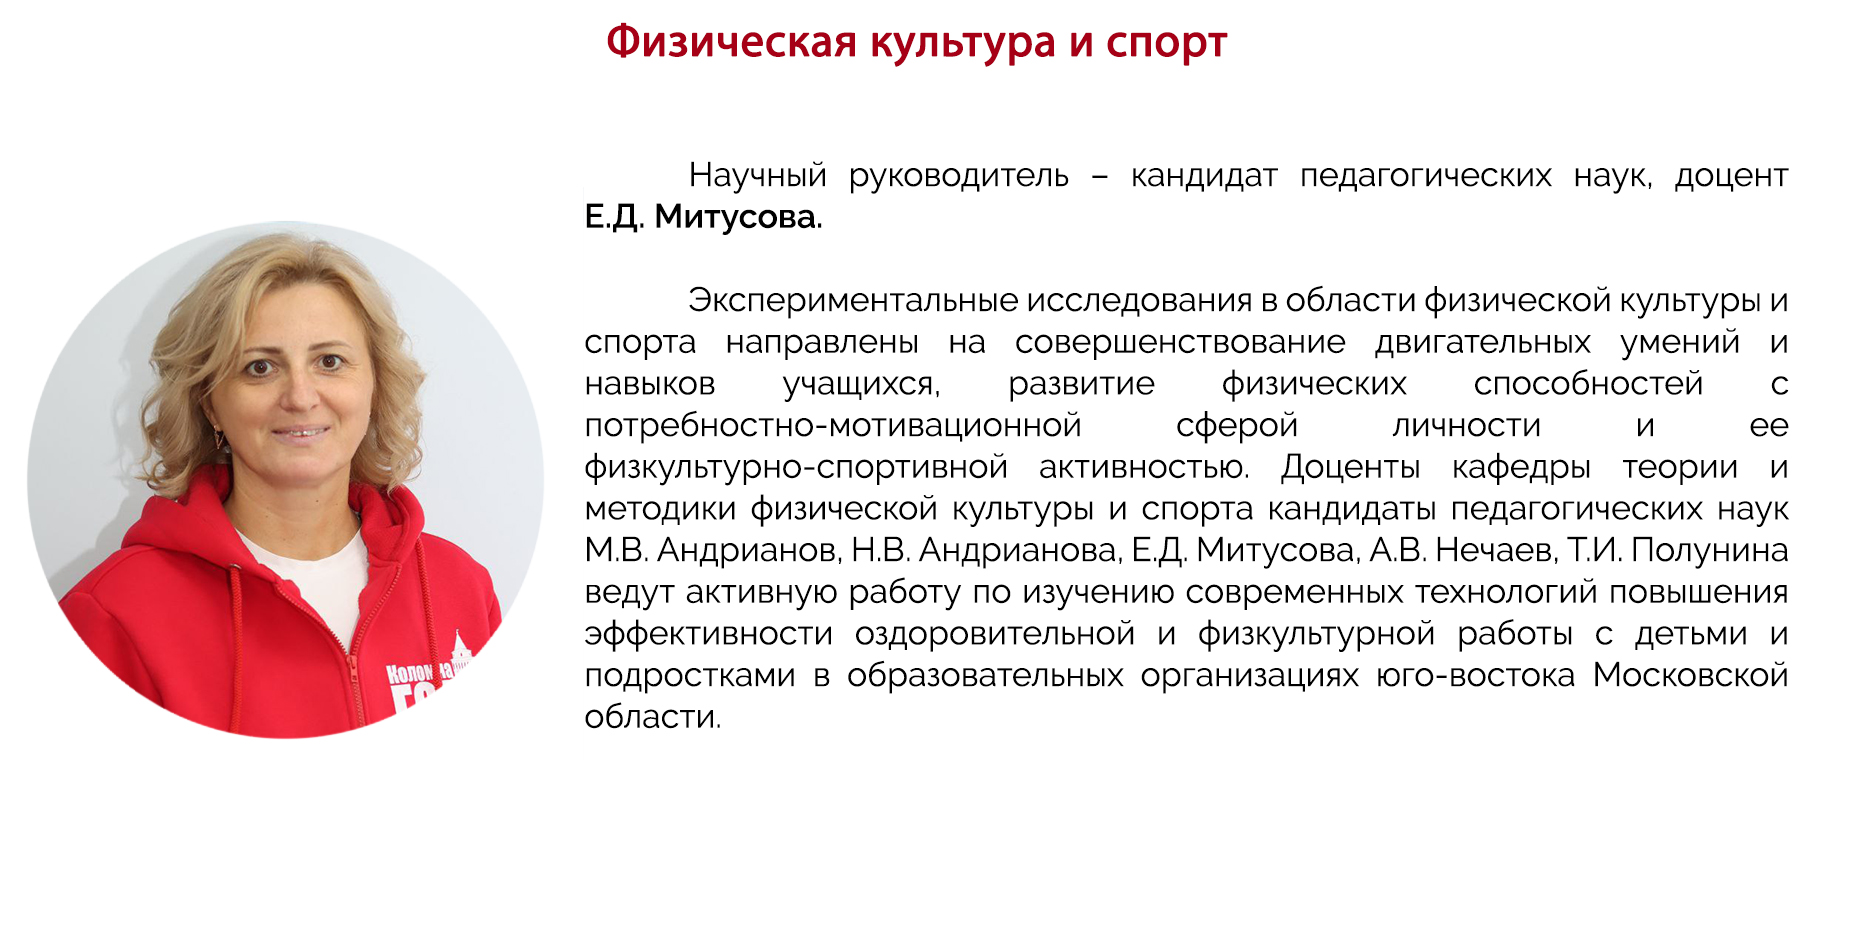 Физическая культура и спорт
Научный руководитель – кандидат педагогических наук, доцент
Е.Д. Митусова.
Экспериментальные исследования в области физической культуры и
спорта направлены на совершенствование двигательных умений и
навыков учащихся, развитие физических способностей с
потребностно-мотивационной сферой личности и ее
физкультурно-спортивной активностью. Доценты кафедры теории и
методики физической культуры и спорта кандидаты педагогических наук
М.В. Андрианов, Н.В. Андрианова, Е.Д. Митусова, А.В. Нечаев, Т.И. Полунина
ведут активную работу по изучению современных технологий повышения
эффективности оздоровительной и физкультурной работы с детьми и
подростками в образовательных организациях юго-востока Московской
области.